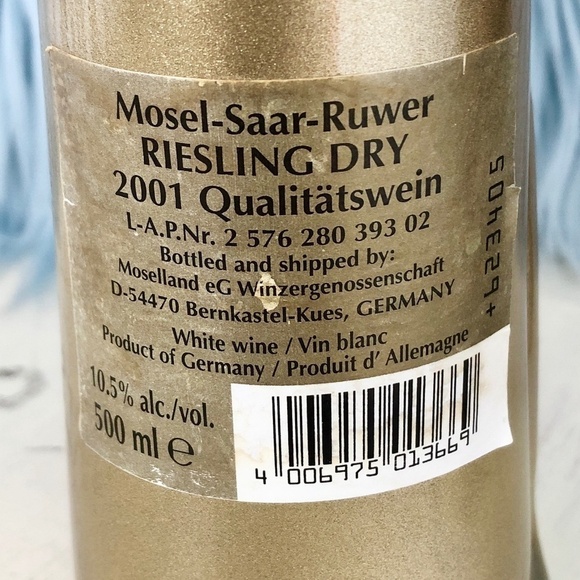 Mosel-Saar-Ruwer
RIESLING DRY
2001 Qualitätswein
L-A.P.Nr. 2 576 280 393 02
Bottled and shipped by:
Moselland eG Winzergenossenschaft
D-54470 Bernkastel-Kues, GERMANY
White wine / Vin blanc
Product of Germany / Produit d' Allemagne
10.5% alc./vol.
500 ml e
4 006975 013669